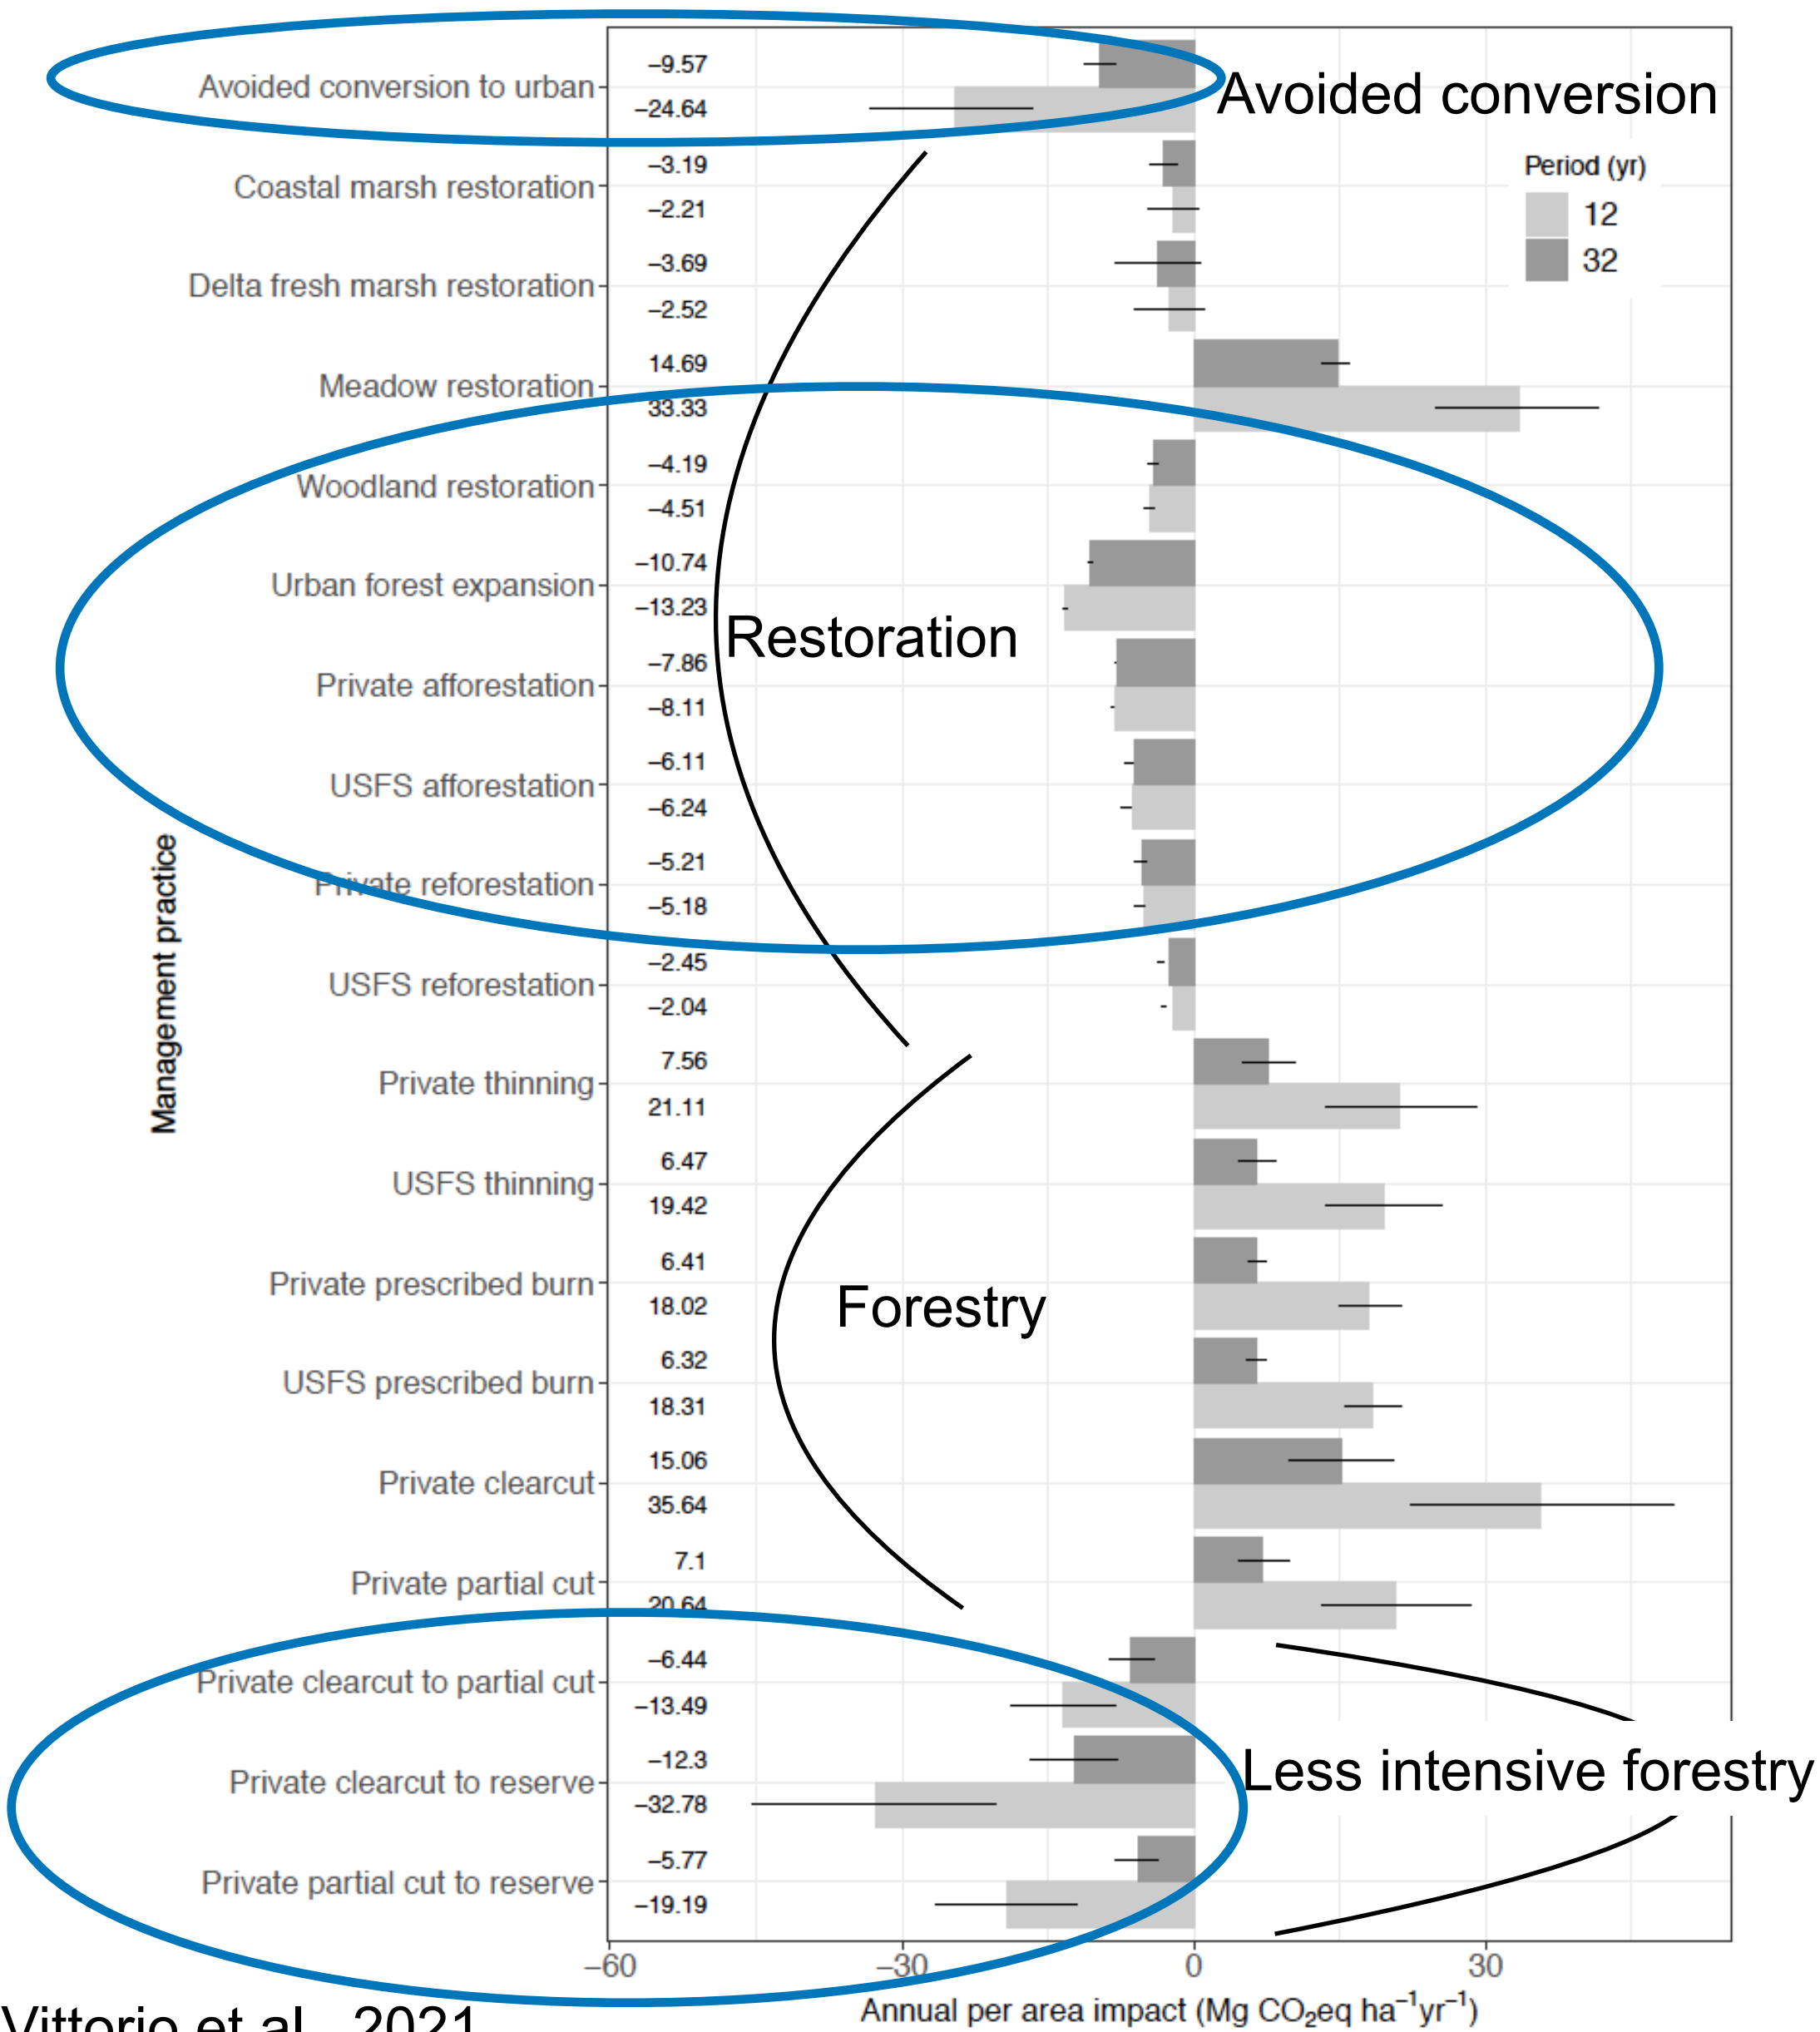 −9.57
Avoided conversion to urban
−24.64
Avoided conversion
−3.19
Coastal marsh restoration
−2.21
Period (yr)
12
32
−3.69
Delta fresh marsh restoration
−2.52
14.69
Meadow restoration
33.33
−4.19
Woodland restoration
−4.51
−10.74
Urban forest expansion
−13.23
Restoration
−7.86
Private afforestation
−8.11
−6.11
USFS afforestation
−6.24
−5.21
Private reforestation
−5.18
−2.45
USFS reforestation
−2.04
Management practice
7.56
Private thinning
21.11
6.47
USFS thinning
19.42
6.41
Private prescribed burn
18.02
Forestry
6.32
USFS prescribed burn
18.31
15.06
Private clearcut
35.64
7.1
Private partial cut
20.64
−6.44
Private clearcut to partial cut
−13.49
−12.3
Private clearcut to reserve
−32.78
Less intensive forestry
−5.77
Private partial cut to reserve
−19.19
−60 −30 0 30
Annual per area impact (Mg CO₂eq ha⁻¹yr⁻¹)
Vittorio et al., 2021